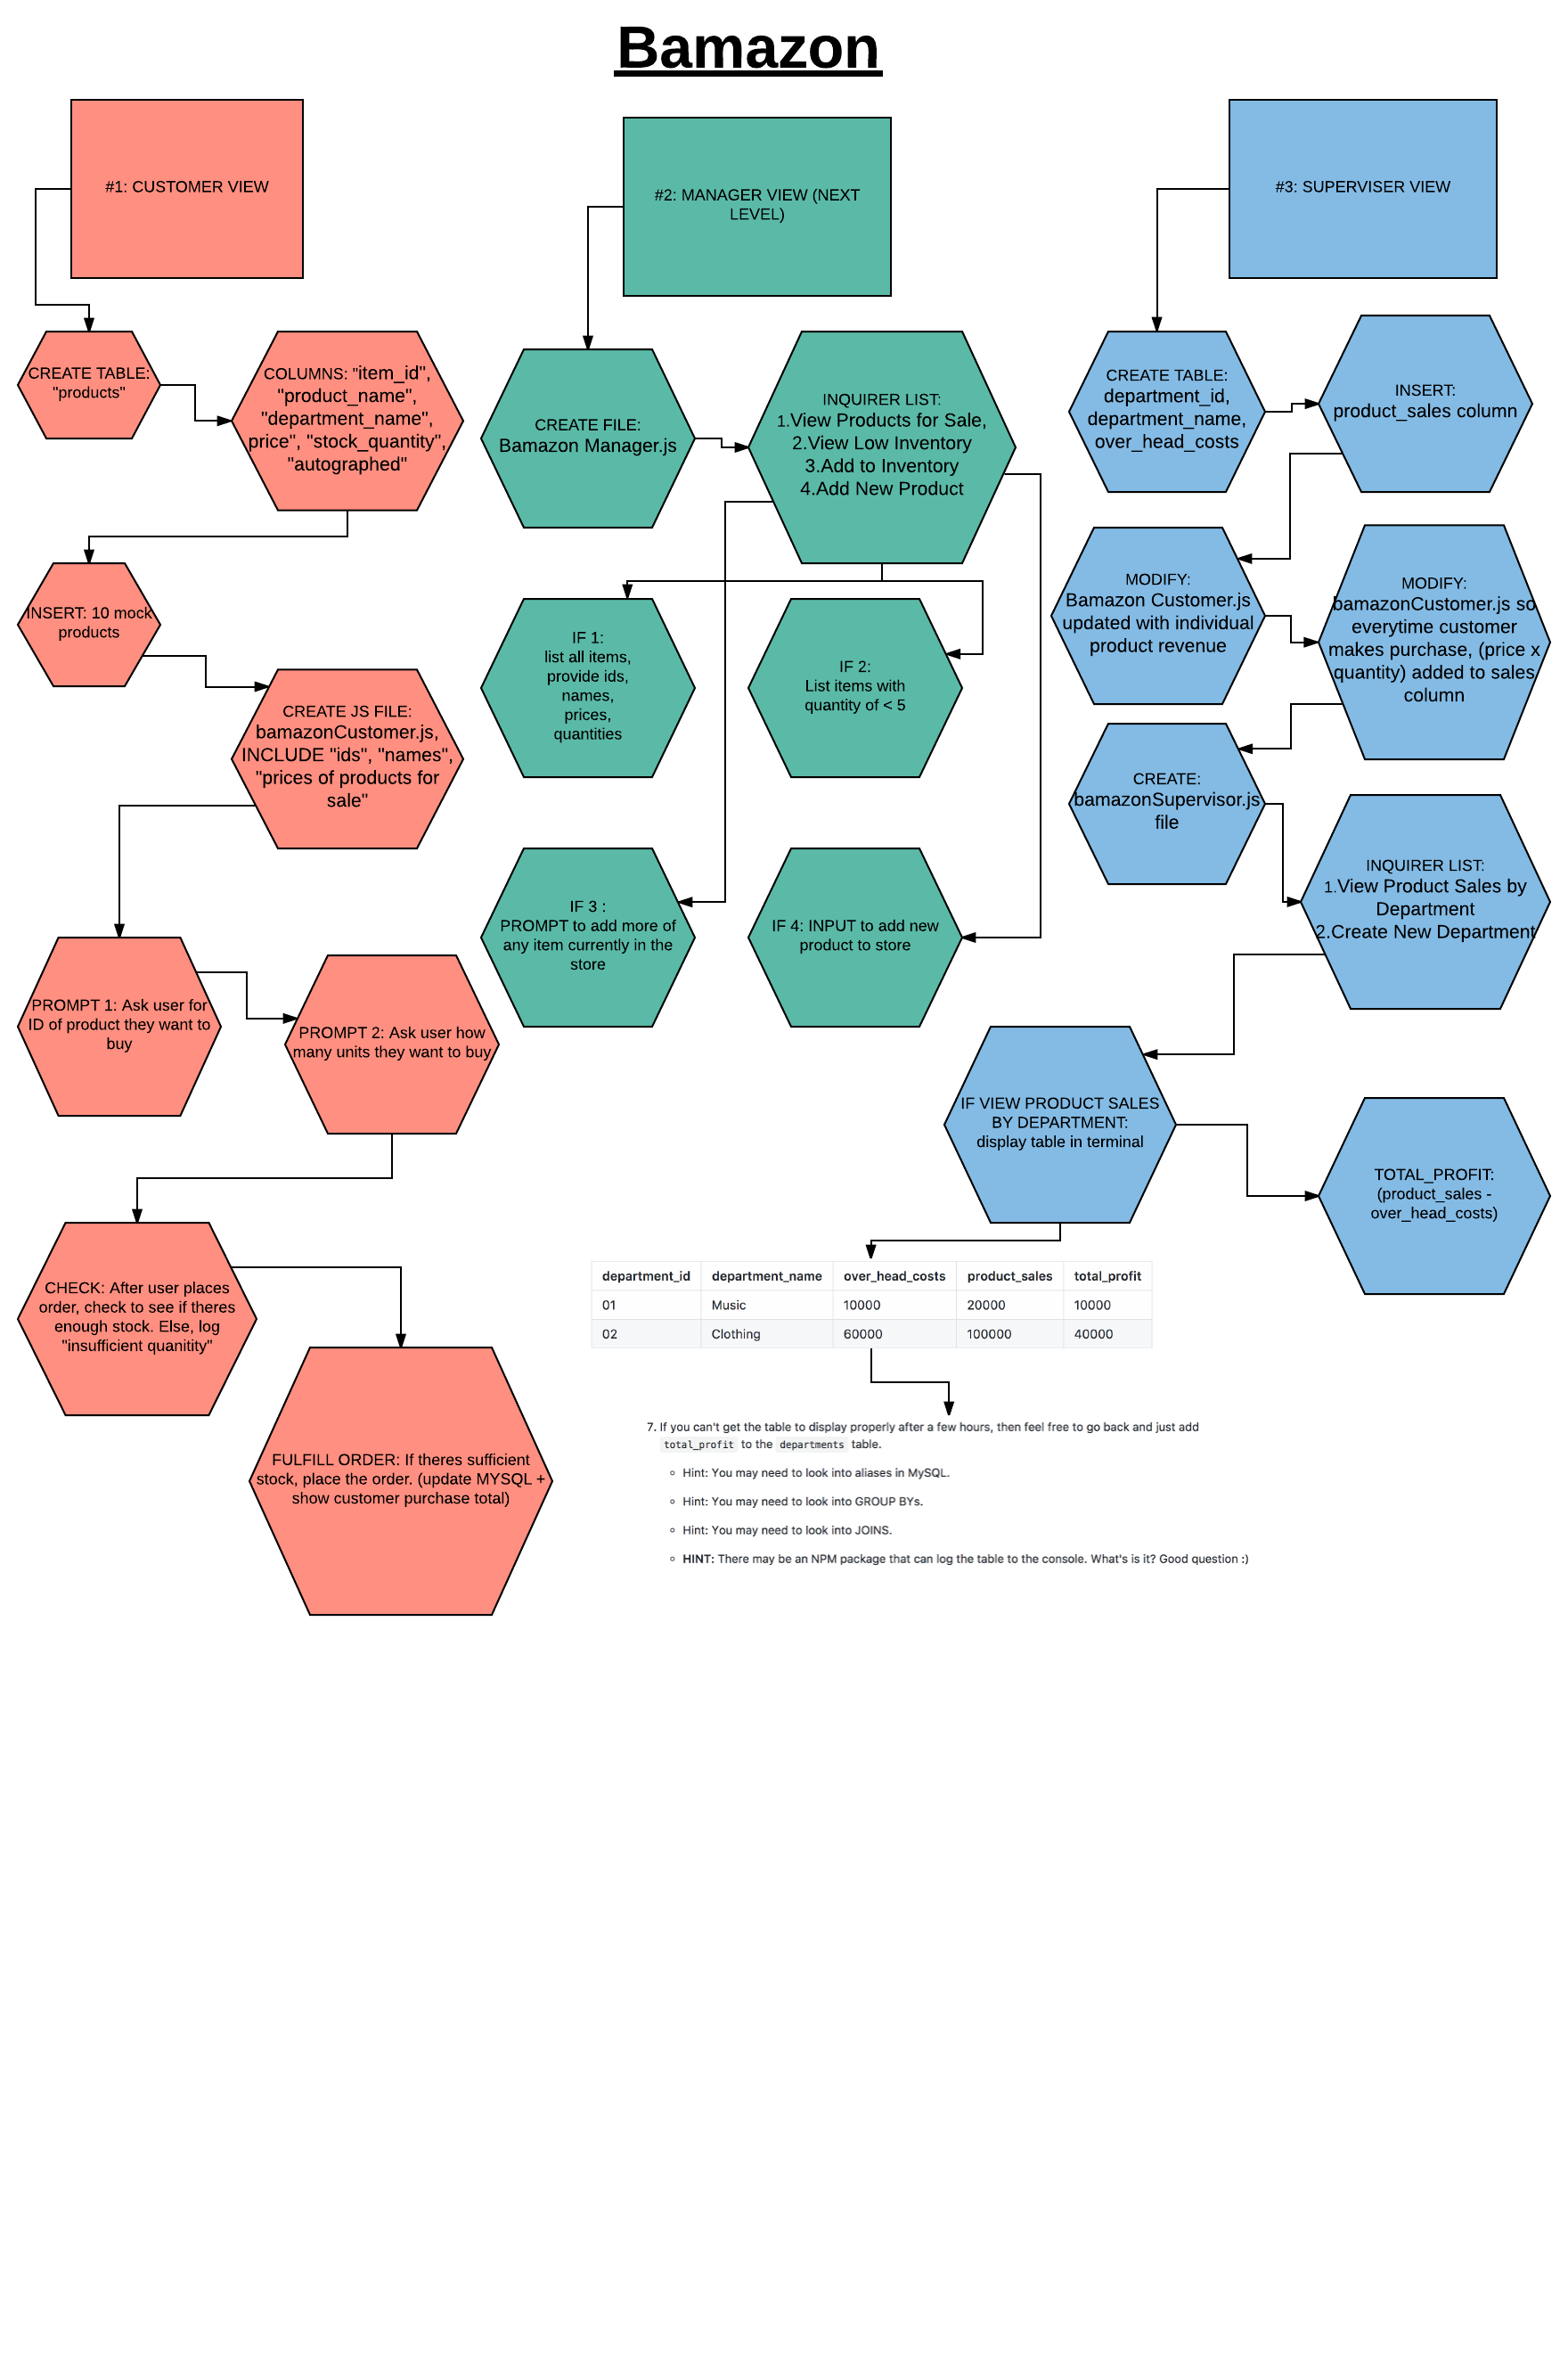 Bamazon
#1: CUSTOMER VIEW
CREATE TABLE:
"products"
COLUMNS: "item_id",
"product_name",
"department_name",
price", "stock_quantity",
"autographed"
INSERT: 10 mock
products
CREATE JS FILE:
bamazonCustomer.js,
INCLUDE "ids", "names",
"prices of products for
sale"
PROMPT 1: Ask user for
ID of product they want to
buy
PROMPT 2: Ask user how
many units they want to buy
CHECK: After user places
order, check to see if theres
enough stock. Else, log
"insufficient quanitity"
FULFILL ORDER: If theres sufficient
stock, place the order. (update MYSQL +
show customer purchase total)
#2: MANAGER VIEW (NEXT
LEVEL)
CREATE FILE:
Bamazon Manager.js
INQUIRER LIST:
1.View Products for Sale,
2.View Low Inventory
3.Add to Inventory
4.Add New Product
IF 1:
list all items,
provide ids,
names,
prices,
quantities
IF 2:
List items with
quantity of < 5
IF 3 :
PROMPT to add more of
any item currently in the
store
IF 4: INPUT to add new
product to store
#3: SUPERVISER VIEW
CREATE TABLE:
department_id,
department_name,
over_head_costs
INSERT:
product_sales column
MODIFY:
Bamazon Customer.js
updated with individual
product revenue
MODIFY:
bamazonCustomer.js so
everytime customer
makes purchase, (price x
quantity) added to sales
column
CREATE:
bamazonSupervisor.js
file
INQUIRER LIST:
1.View Product Sales by
Department
2.Create New Department
IF VIEW PRODUCT SALES
BY DEPARTMENT:
display table in terminal
TOTAL_PROFIT:
(product_sales -
over_head_costs)
department_id department_name over_head_costs product_sales total_profit
01 Music 10000 20000 10000
02 Clothing 60000 100000 40000
7. If you can't get the table to display properly after a few hours, then feel free to go back and just add
total_profit to the departments table.
Hint: You may need to look into aliases in MySQL.
Hint: You may need to look into GROUP BYs.
Hint: You may need to look into JOINS.
HINT: There may be an NPM package that can log the table to the console. What's is it? Good question :)